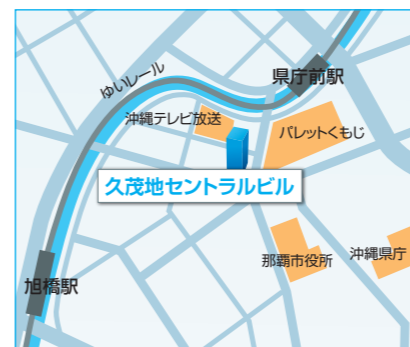 県庁前駅
ゆいレール
沖縄テレビ放送
パレットくもじ
久茂地セントラルビル
那覇市役所
沖縄県庁
旭橋駅